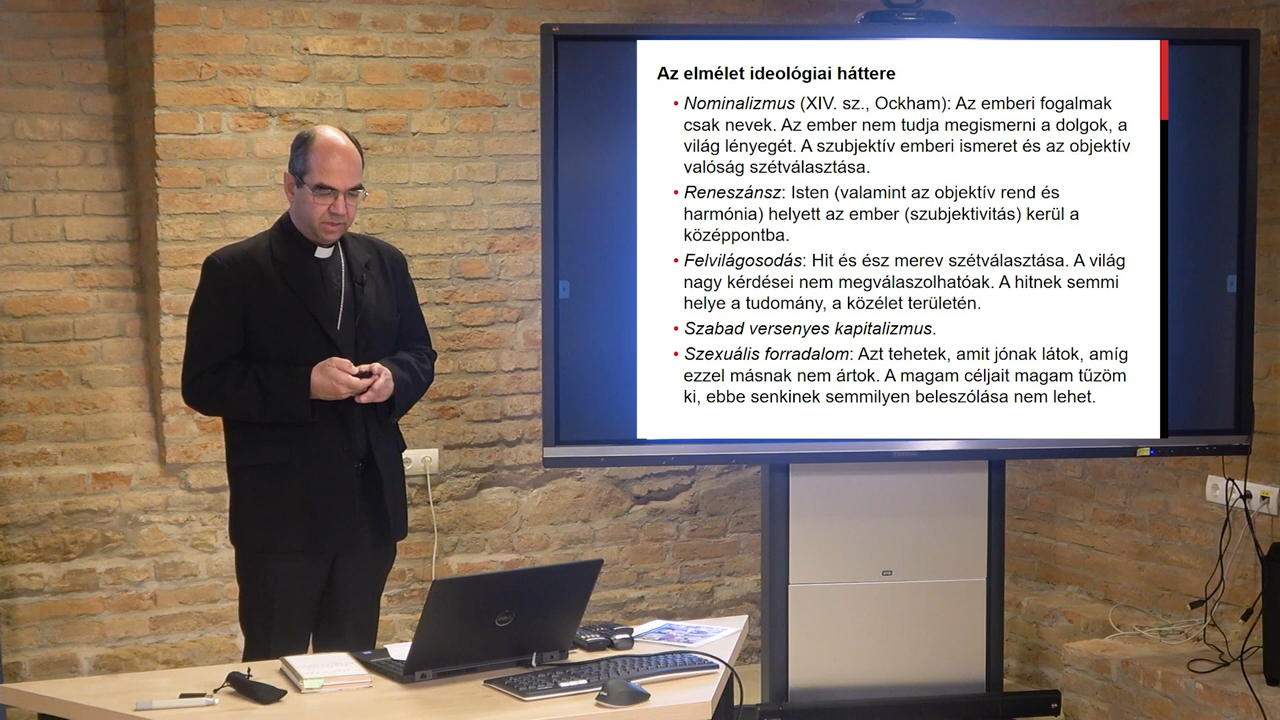 Az elmélet ideológiai háttere
• Nominalizmus (XIV. sz., Ockham): Az emberi fogalmak
csak nevek. Az ember nem tudja megismerni a dolgok, a
világ lényegét. A szubjektív emberi ismeret és az objektív
valóság szétválasztása.
• Reneszánsz: Isten (valamint az objektív rend és
harmónia) helyett az ember (szubjektivitás) kerül a
középpontba.
• Felvilágosodás: Hit és ész merev szétválasztása. A világ
nagy kérdései nem megválaszolhatóak. A hitnek semmi
helye a tudomány, a közélet területén.
• Szabad versenyes kapitalizmus.
• Szexuális forradalom: Azt tehetek, amit jónak látok, amíg
ezzel másnak nem ártok. A magam céljait magam tűzöm
ki, ebbe senkinek semmilyen beleszólása nem lehet.
DELL